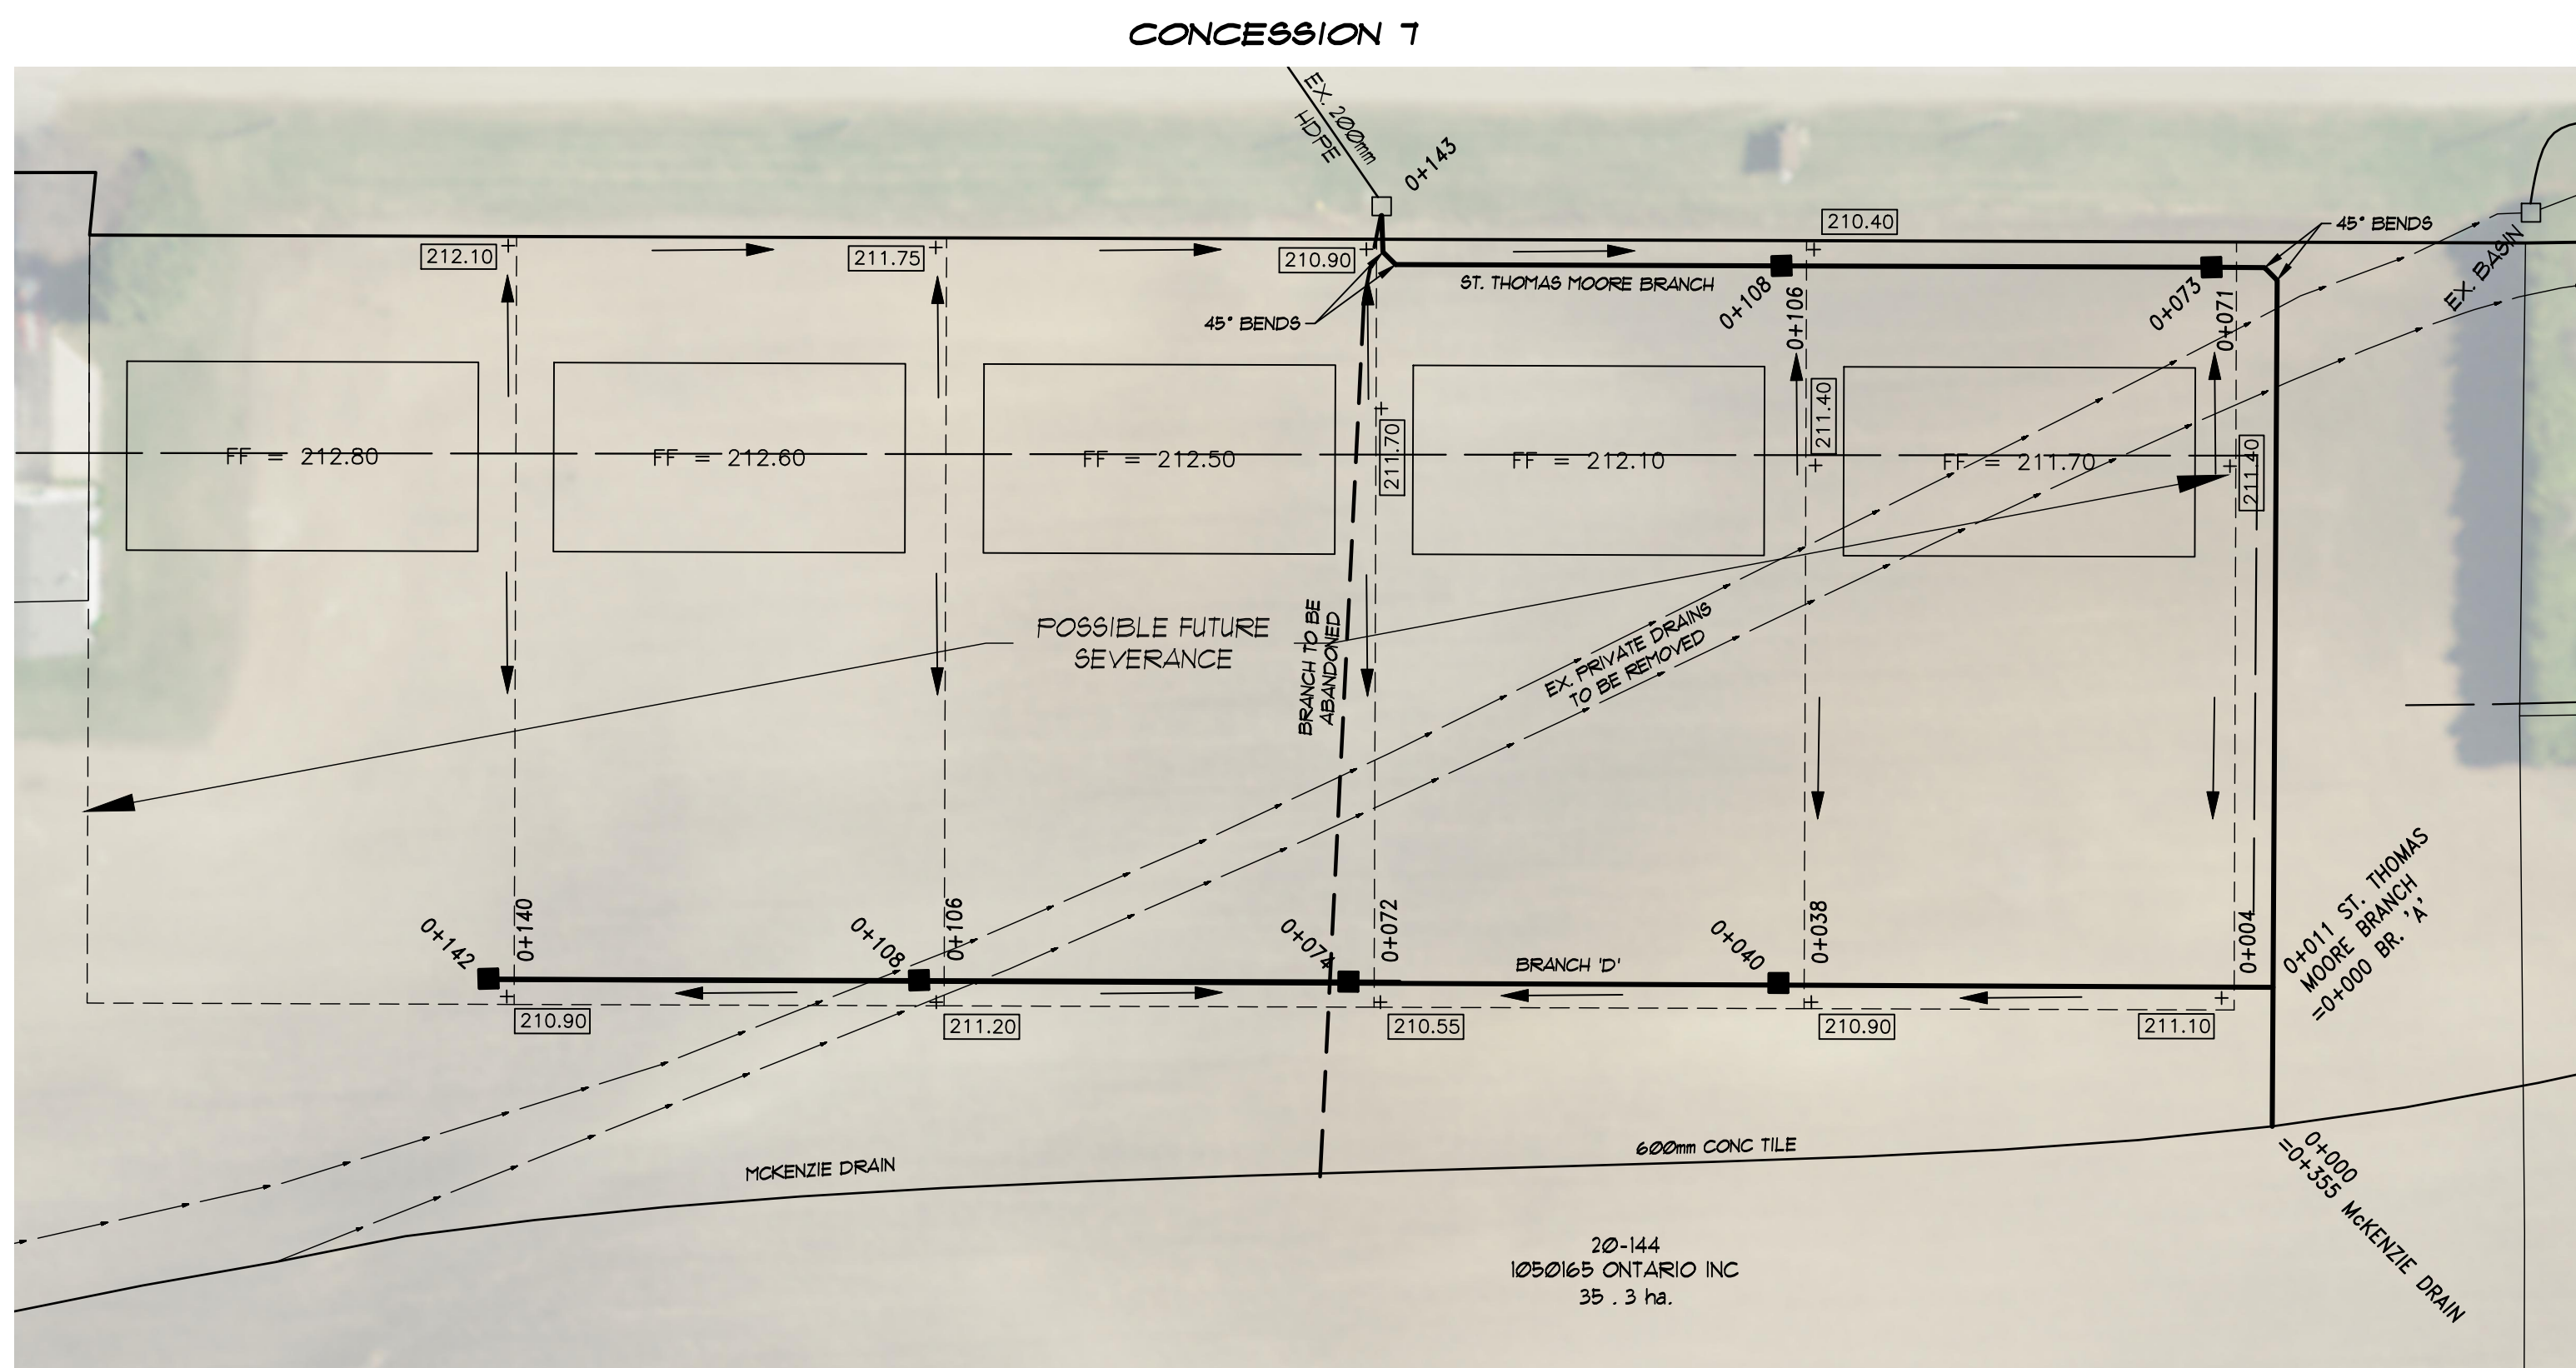 CONCESSION 7
EX. 200mm
HDPE
0+143
212.10
211.75
210.90
210.40
45° BENDS
EX. BASIN
ST. THOMAS MOORE BRANCH
0+108
0+106
0+073
0+071
45° BENDS
211.70
211.40
211.40
FF = 212.80
FF = 212.60
FF = 212.50
FF = 212.10
FF = 211.70
POSSIBLE FUTURE
SEVERANCE
BRANCH TO BE
ABANDONED
EX. PRIVATE DRAINS
TO BE REMOVED
0+142
0+140
0+108
0+106
0+074
0+072
BRANCH 'D'
0+040
0+038
0+004
0+011 ST. THOMAS
MOORE BRANCH
=0+000 BR. 'A'
210.90
211.20
210.55
210.90
211.10
MCKENZIE DRAIN
600mm CONC TILE
0+000
=0+355 McKENZIE DRAIN
20-144
1050165 ONTARIO INC
35 . 3 ha.